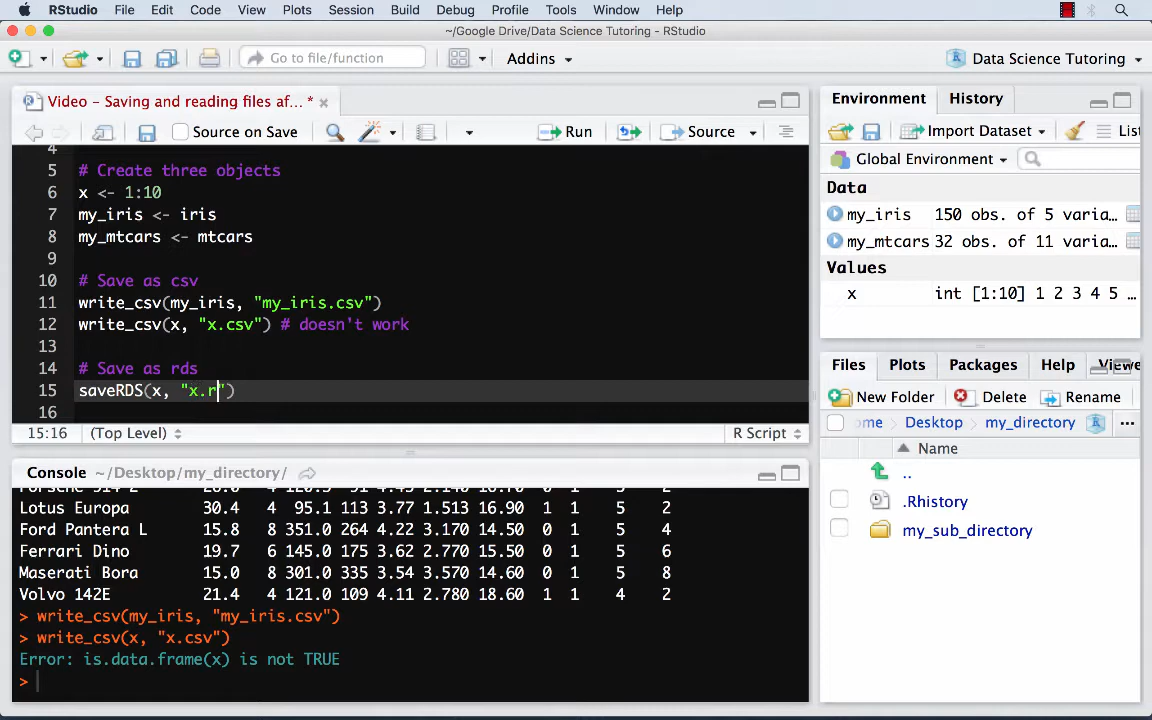 RStudio File Edit Code View Plots Session Build Debug Profile Tools Window Help
~/Google Drive/Data Science Tutoring - RStudio
Go to file/function Addins Data Science Tutoring
Video - Saving and reading files af... *
Source on Save Run Source
4
5 # Create three objects
6 x <- 1:10
7 my_iris <- iris
8 my_mtcars <- mtcars
9
10 # Save as csv
11 write_csv(my_iris, "my_iris.csv")
12 write_csv(x, "x.csv") # doesn't work
13
14 # Save as rds
15 saveRDS(x, "x.r")
16
15:16 (Top Level) R Script
Console ~/Desktop/my_directory/
Lotus Europa 30.4 4 95.1 113 3.77 1.513 16.90 1 1 5 2
Ford Pantera L 15.8 8 351.0 264 4.22 3.170 14.50 0 1 5 4
Ferrari Dino 19.7 6 145.0 175 3.62 2.770 15.50 0 1 5 6
Maserati Bora 15.0 8 301.0 335 3.54 3.570 14.60 0 1 5 8
Volvo 142E 21.4 4 121.0 109 4.11 2.780 18.60 1 1 4 2
> write_csv(my_iris, "my_iris.csv")
> write_csv(x, "x.csv")
Error: is.data.frame(x) is not TRUE
>
Environment History
Import Dataset List
Global Environment
Data
my_iris 150 obs. of 5 varia...
my_mtcars 32 obs. of 11 varia...
Values
x int [1:10] 1 2 3 4 5 ...
Files Plots Packages Help Viewe
New Folder Delete Rename
ome Desktop my_directory ...
Name
..
.Rhistory
my_sub_directory